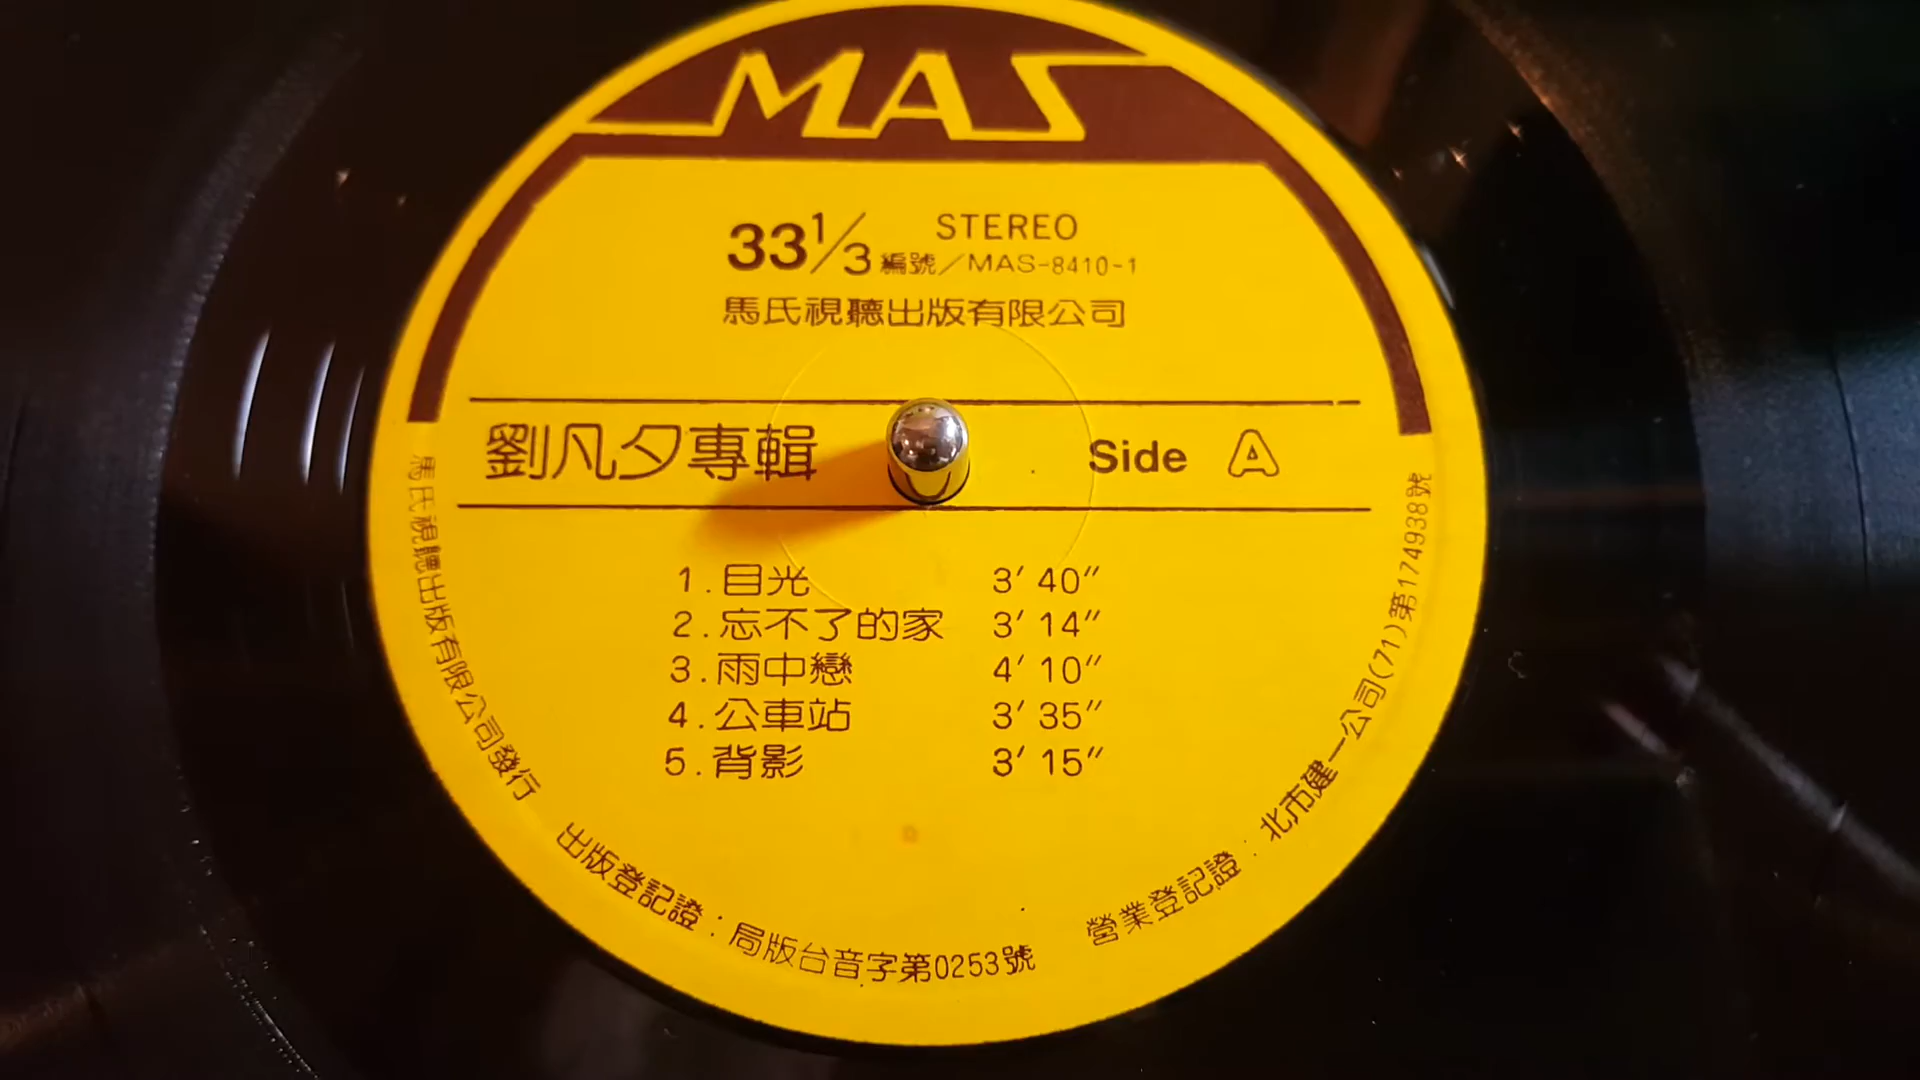 MAS
33 1/3 STEREO
編號／MAS-8410-1
馬氏視聽出版有限公司
劉凡夕專輯 Side A
1.目光 3′40″
2.忘不了的家 3′14″
3.雨中戀 4′10″
4.公車站 3′35″
5.背影 3′15″
馬氏視聽出版有限公司發行
出版登記證：局版台音字第0253號
營業登記證：北市建一公司(71)第174938號